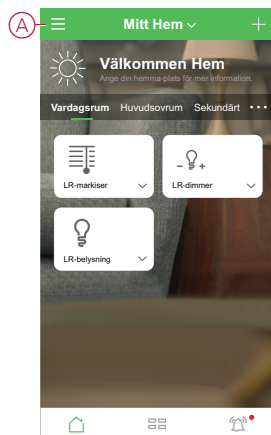 A
Mitt Hem
Välkommen Hem
Ange din hemma-plats för mer information.
Vardagsrum Huvudsovrum Sekundärt
LR-markiser
LR-dimmer
LR-belysning